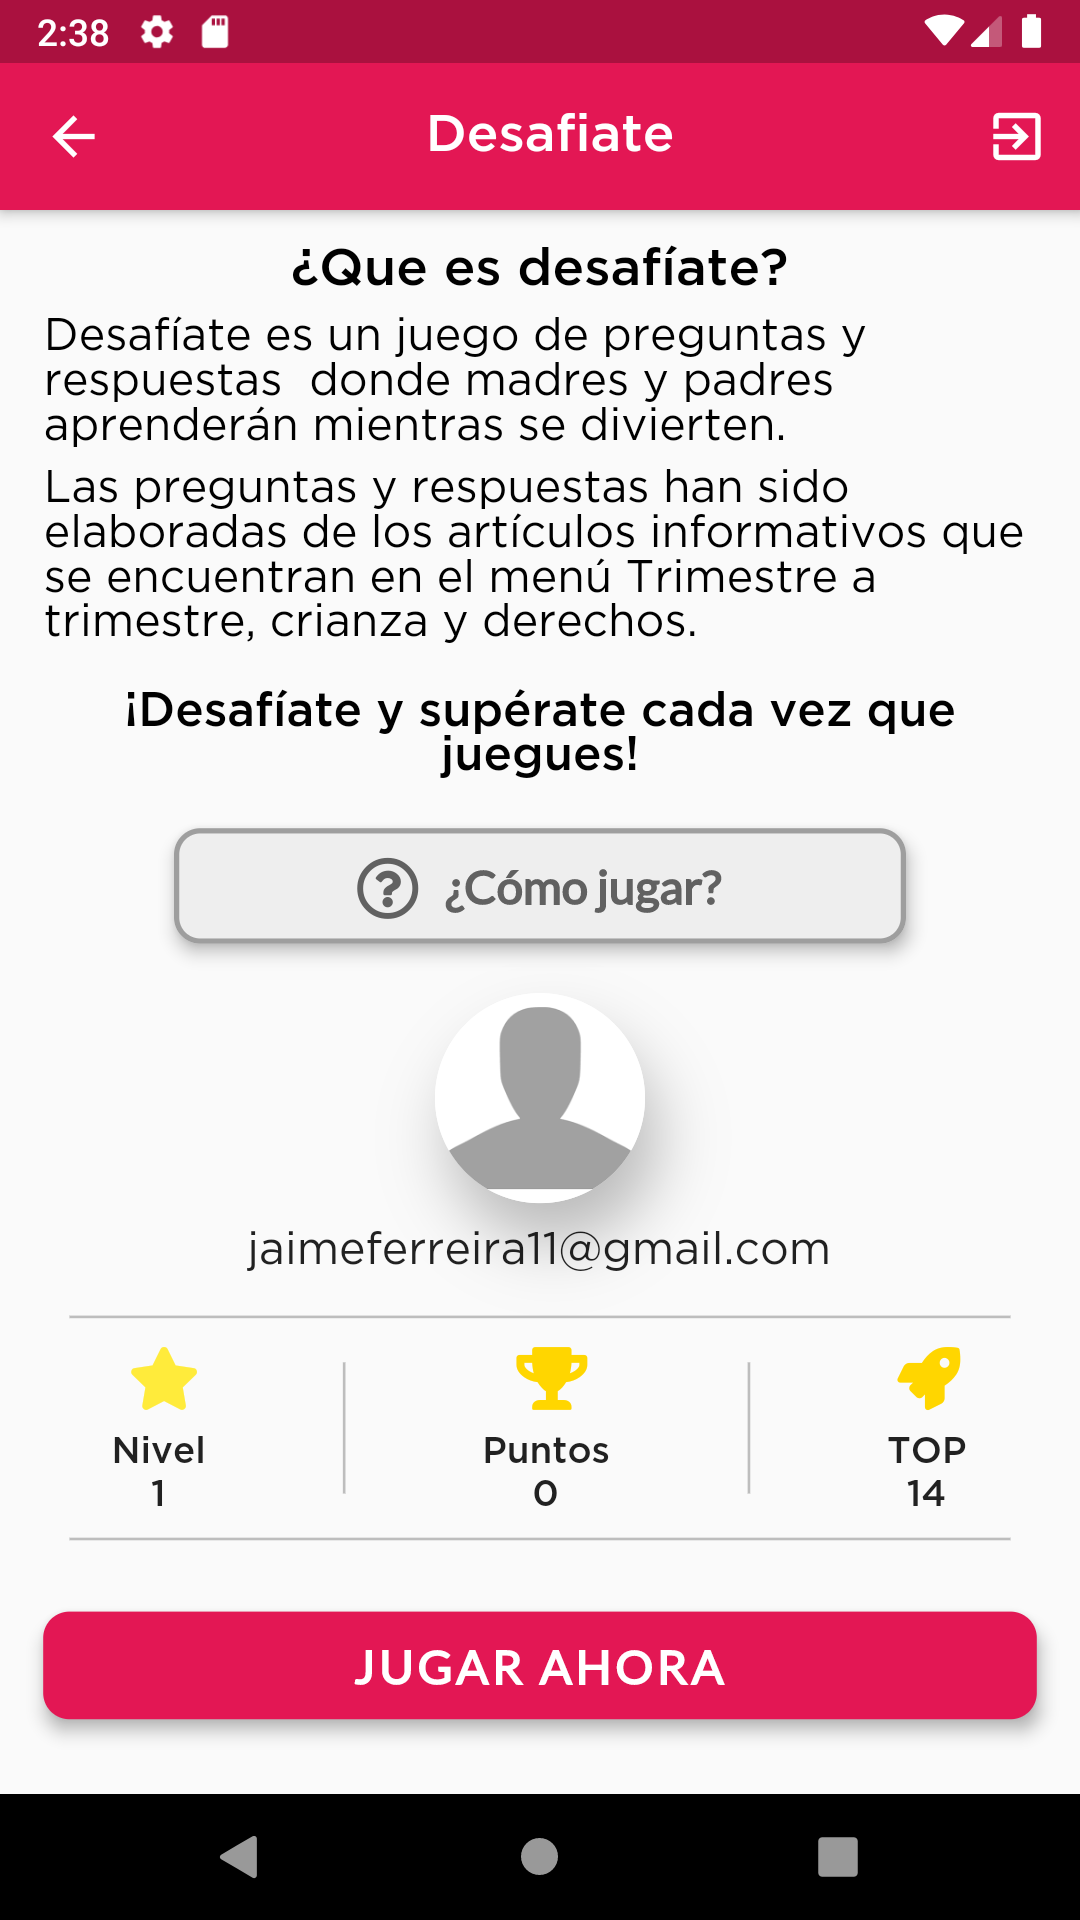 2:38
Desafiate
¿Que es desafíate?
Desafíate es un juego de preguntas y
respuestas  donde madres y padres
aprenderán mientras se divierten.
Las preguntas y respuestas han sido
elaboradas de los artículos informativos que
se encuentran en el menú Trimestre a
trimestre, crianza y derechos.
¡Desafíate y supérate cada vez que
juegues!
¿Cómo jugar?
jaimeferreira11@gmail.com
Nivel
1
Puntos
0
TOP
14
JUGAR AHORA